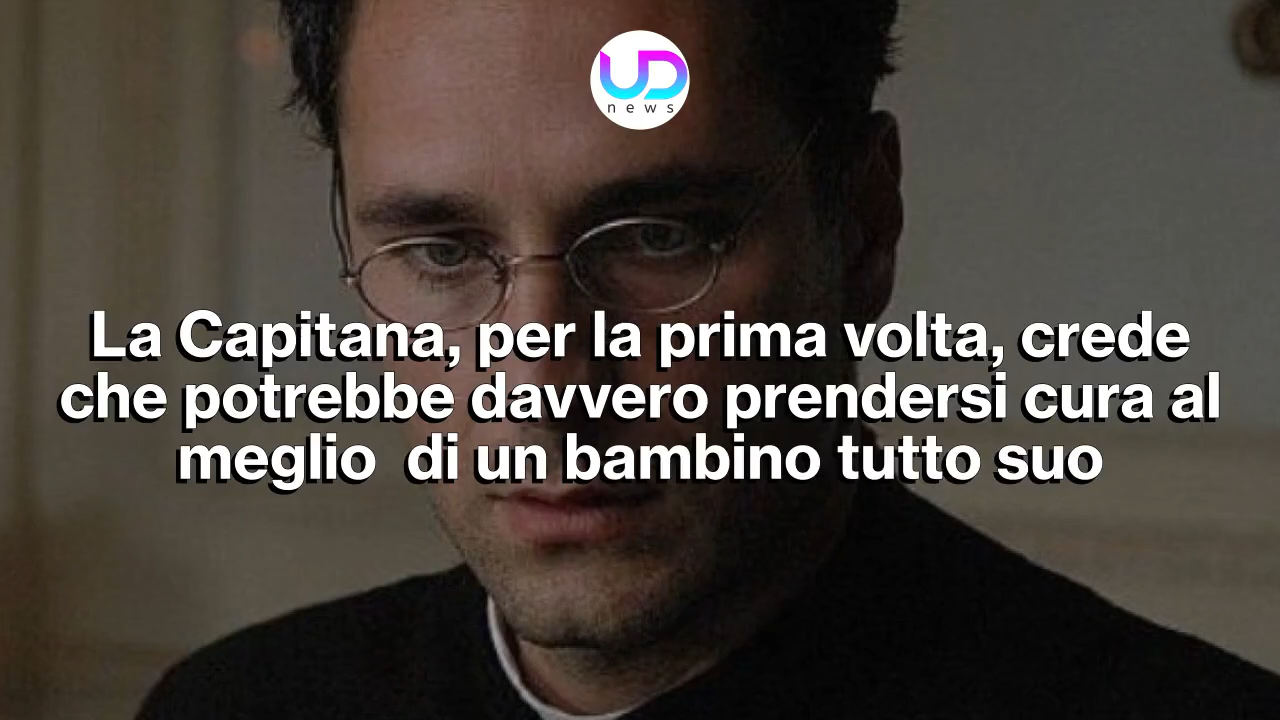 UD
news
La Capitana, per la prima volta, crede
che potrebbe davvero prendersi cura al
meglio  di un bambino tutto suo